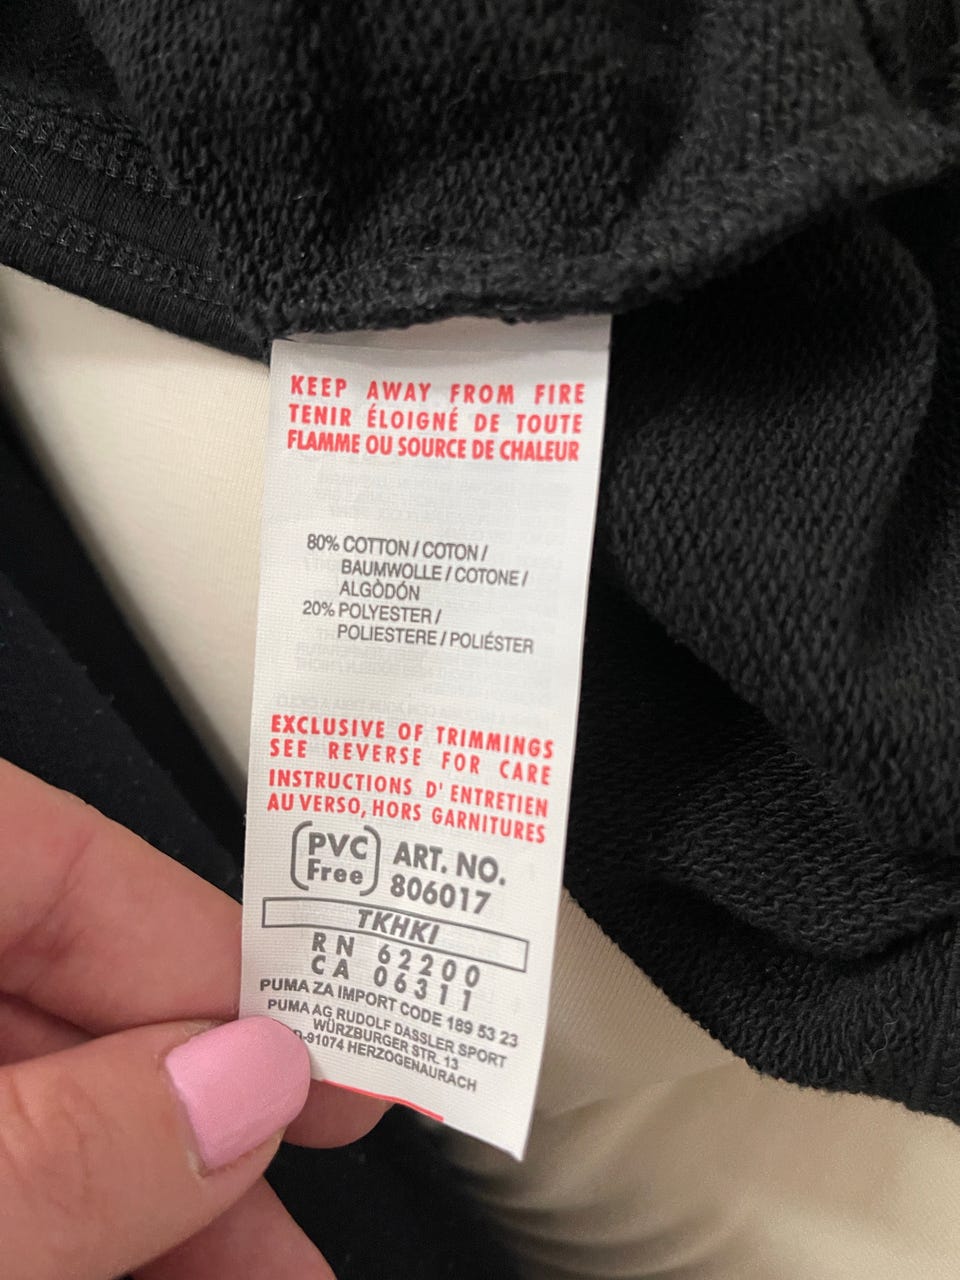 KEEP AWAY FROM FIRE
TENIR ÉLOIGNÉ DE TOUTE
FLAMME OU SOURCE DE CHALEUR
80% COTTON / COTON /
BAUMWOLLE / COTONE /
ALGÒDÓN
20% POLYESTER /
POLIESTERE / POLIÉSTER
EXCLUSIVE OF TRIMMINGS
SEE REVERSE FOR CARE
INSTRUCTIONS D' ENTRETIEN
AU VERSO, HORS GARNITURES
PVC Free
ART. NO.
806017
TKHKI
RN 62200
CA 06311
PUMA ZA IMPORT CODE 189 53 23
PUMA AG RUDOLF DASSLER SPORT
WÜRZBURGER STR. 13
-91074 HERZOGENAURACH